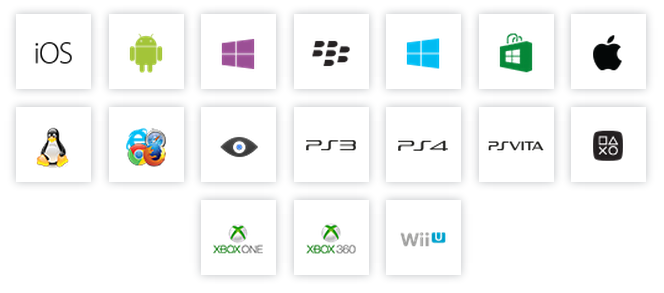 iOS
PS3
PS4
PSVITA
XBOX ONE
XBOX 360
Wii U